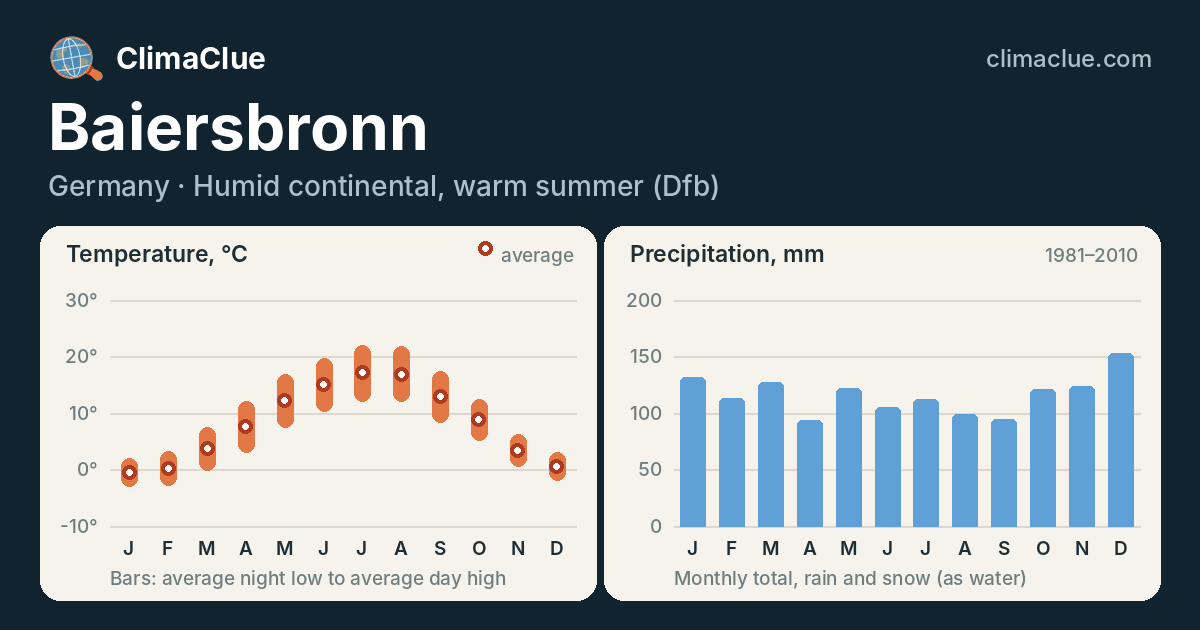 ClimaClue
climaclue.com
Baiersbronn
Germany · Humid continental, warm summer (Dfb)
Temperature, °C
average
30°
20°
10°
0°
-10°
J F M A M J J A S O N D
Bars: average night low to average day high
Precipitation, mm
1981–2010
200
150
100
50
0
J F M A M J J A S O N D
Monthly total, rain and snow (as water)